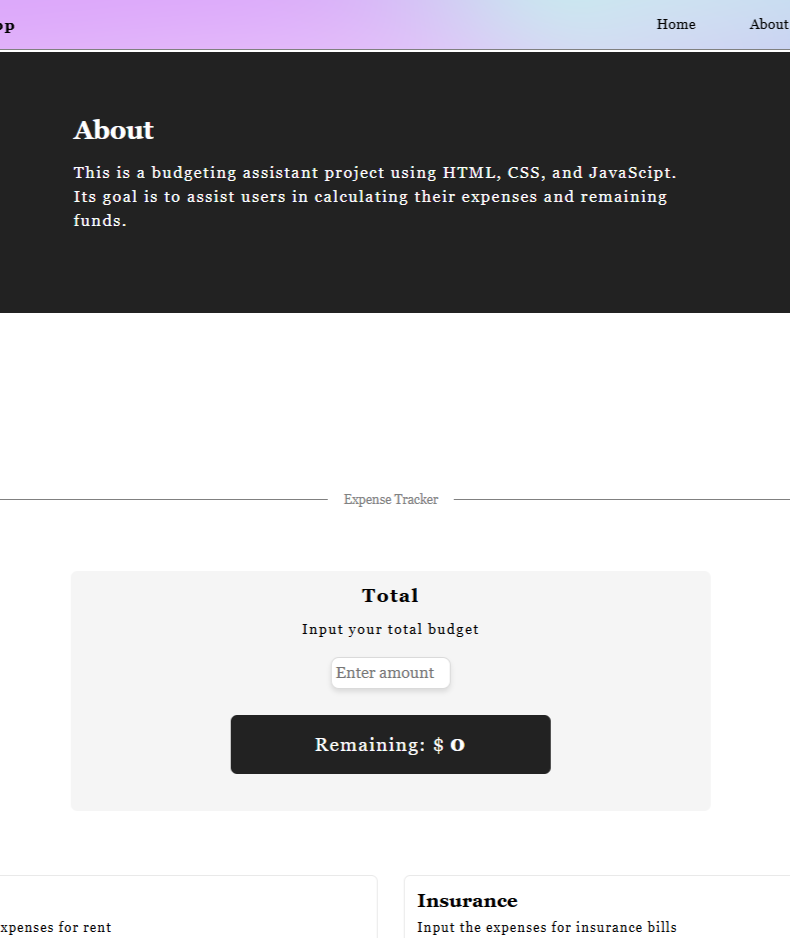 op
Home
About
About
This is a budgeting assistant project using HTML, CSS, and JavaScipt.
Its goal is to assist users in calculating their expenses and remaining
funds.
Expense Tracker
Total
Input your total budget
Enter amount
Remaining: $ 0
Insurance
xpenses for rent
Input the expenses for insurance bills